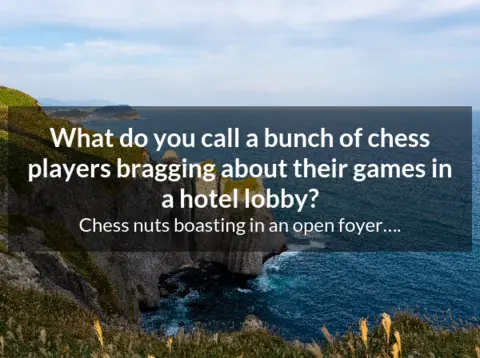 What do you call a bunch of chess
players bragging about their games in
a hotel lobby?
Chess nuts boasting in an open foyer….